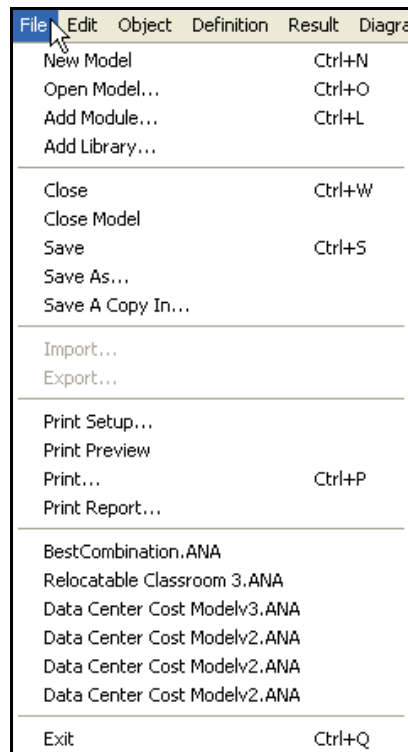 File Edit Object Definition Result Diagra
New Model Ctrl+N
Open Model... Ctrl+O
Add Module... Ctrl+L
Add Library...
Close Ctrl+W
Close Model
Save Ctrl+S
Save As...
Save A Copy In...
Import...
Export...
Print Setup...
Print Preview
Print... Ctrl+P
Print Report...
BestCombination.ANA
Relocatable Classroom 3.ANA
Data Center Cost Modelv3.ANA
Data Center Cost Modelv2.ANA
Data Center Cost Modelv2.ANA
Data Center Cost Modelv2.ANA
Exit Ctrl+Q